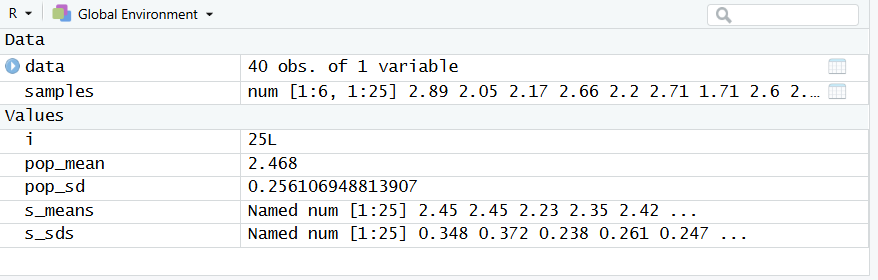 R Global Environment
Data
data 40 obs. of 1 variable
samples num [1:6, 1:25] 2.89 2.05 2.17 2.66 2.2 2.71 1.71 2.6 2.…
Values
i 25L
pop_mean 2.468
pop_sd 0.256106948813907
s_means Named num [1:25] 2.45 2.45 2.23 2.35 2.42 ...
s_sds Named num [1:25] 0.348 0.372 0.238 0.261 0.247 ...